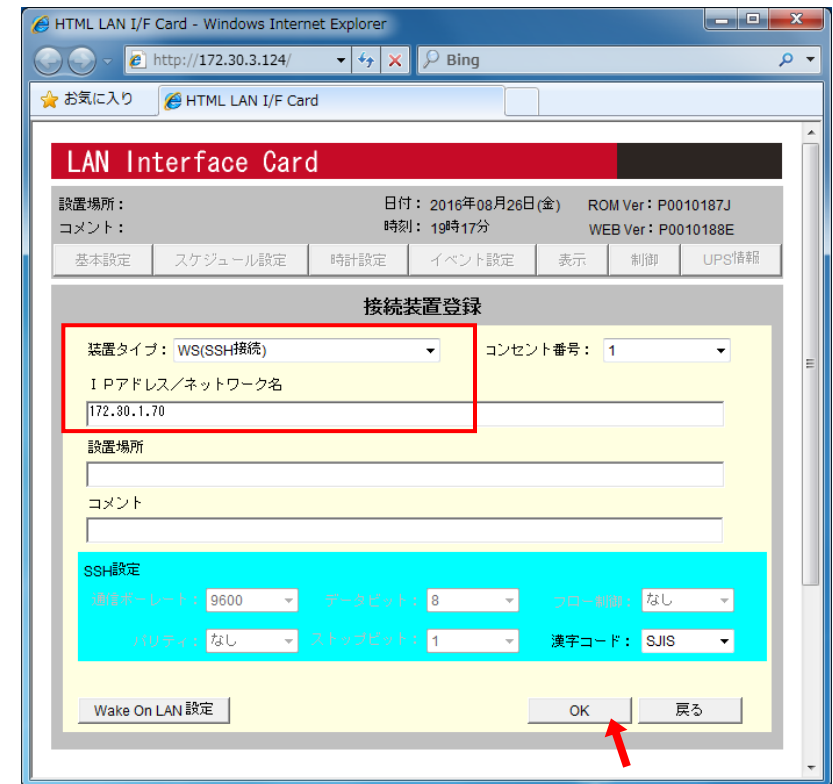 HTML LAN I/F Card - Windows Internet Explorer
http://172.30.3.124/ Bing
お気に入り HTML LAN I/F Card
LAN Interface Card
設置場所： 日付： 2016年08月26日(金) ROM Ver： P0010187J
コメント： 時刻： 19時17分 WEB Ver： P0010188E
基本設定 スケジュール設定 時計設定 イベント設定 表示 制御 UPS情報
接続装置登録
装置タイプ： WS(SSH接続) コンセント番号： 1
ＩＰアドレス／ネットワーク名
172.30.1.70
設置場所
コメント
SSH設定
通信ボーレート： 9600 データビット： 8 フロー制御： なし
パリティ： なし ストップビット： 1 漢字コード： SJIS
Wake On LAN 設定 OK 戻る